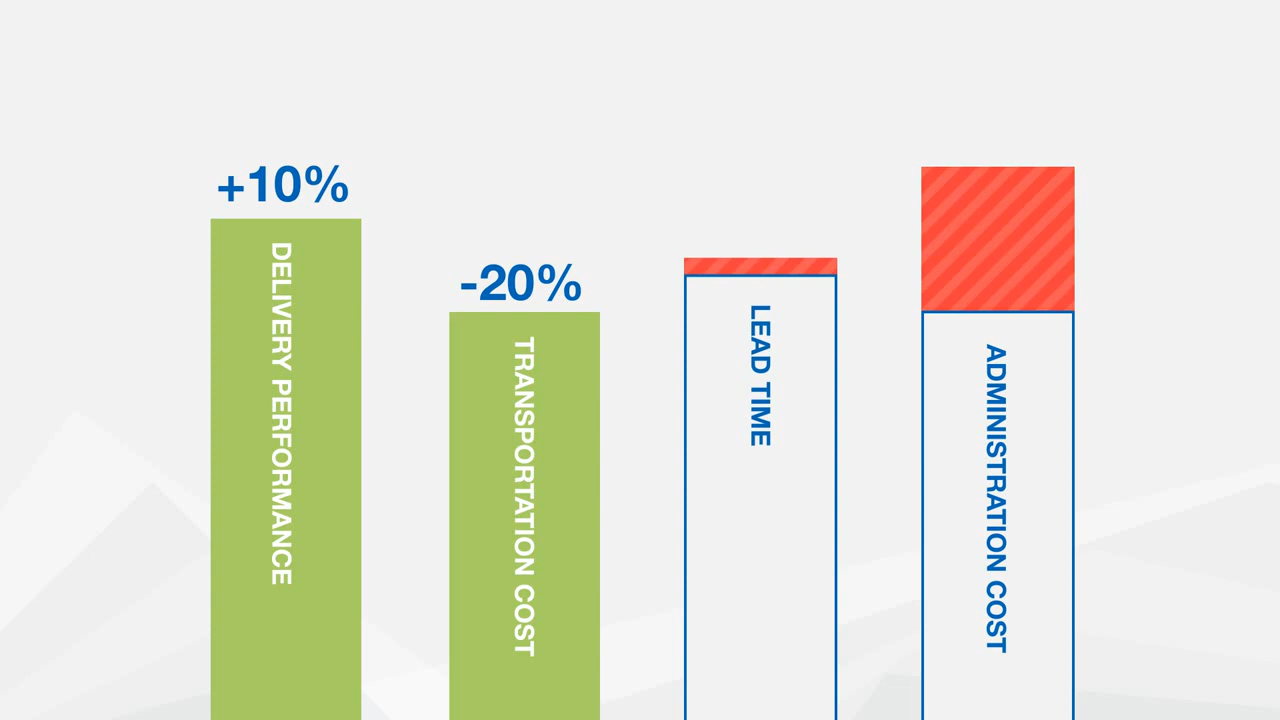 +10%
DELIVERY PERFORMANCE
-20%
TRANSPORTATION COST
LEAD TIME
ADMINISTRATION COST